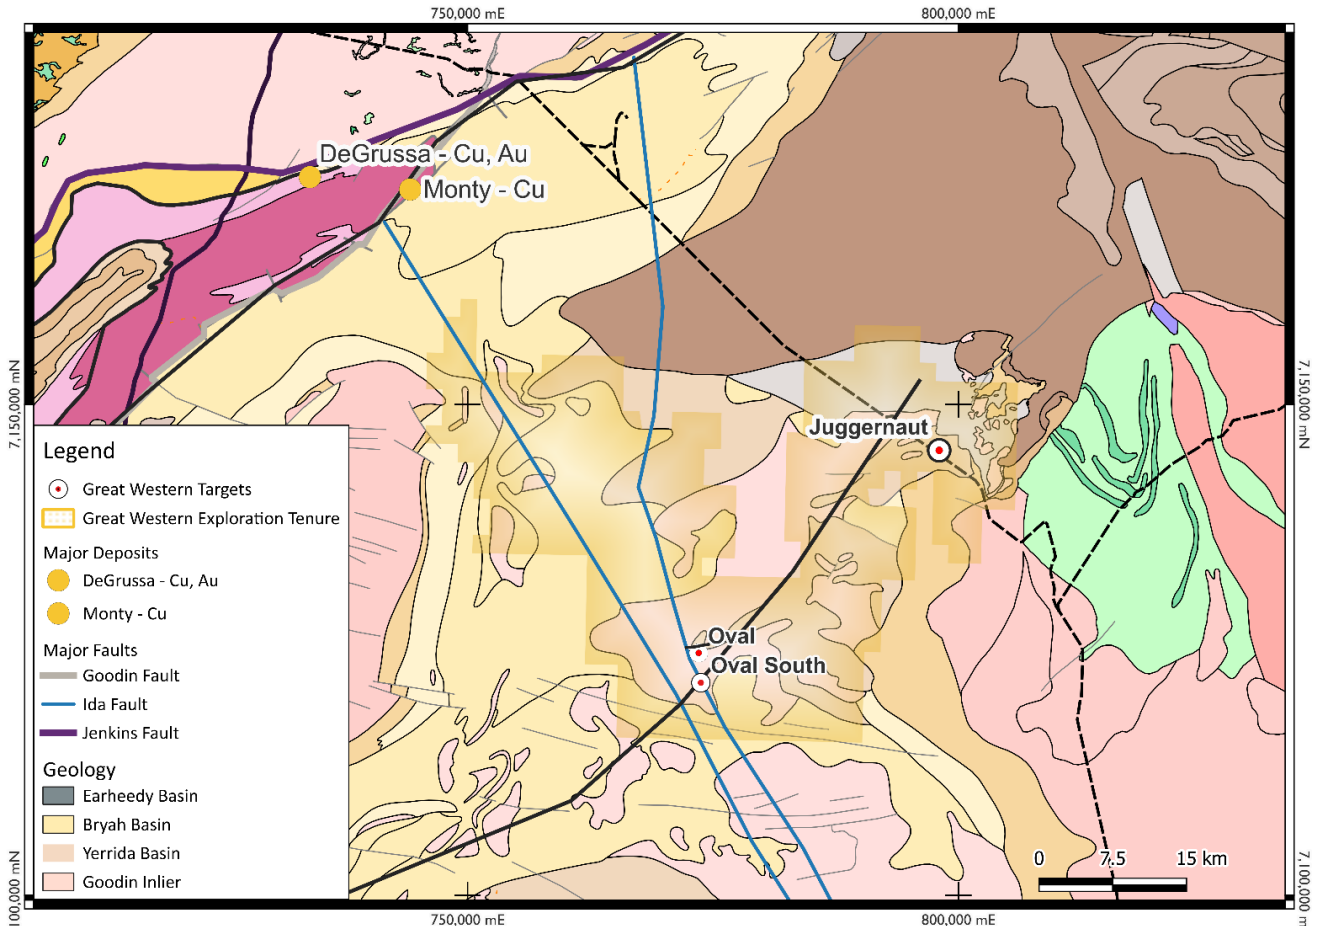 750,000 mE
800,000 mE
DeGrussa - Cu, Au
Monty - Cu
7,150,000 mN
7,150,000 mN
Juggernaut
Legend
Great Western Targets
Great Western Exploration Tenure
Major Deposits
DeGrussa - Cu, Au
Monty - Cu
Major Faults
Goodin Fault
Ida Fault
Jenkins Fault
Geology
Earheedy Basin
Bryah Basin
Yerrida Basin
Goodin Inlier
Oval
Oval South
0 7.5 15 km
100,000 mN
7,100,000 m
750,000 mE
800,000 mE